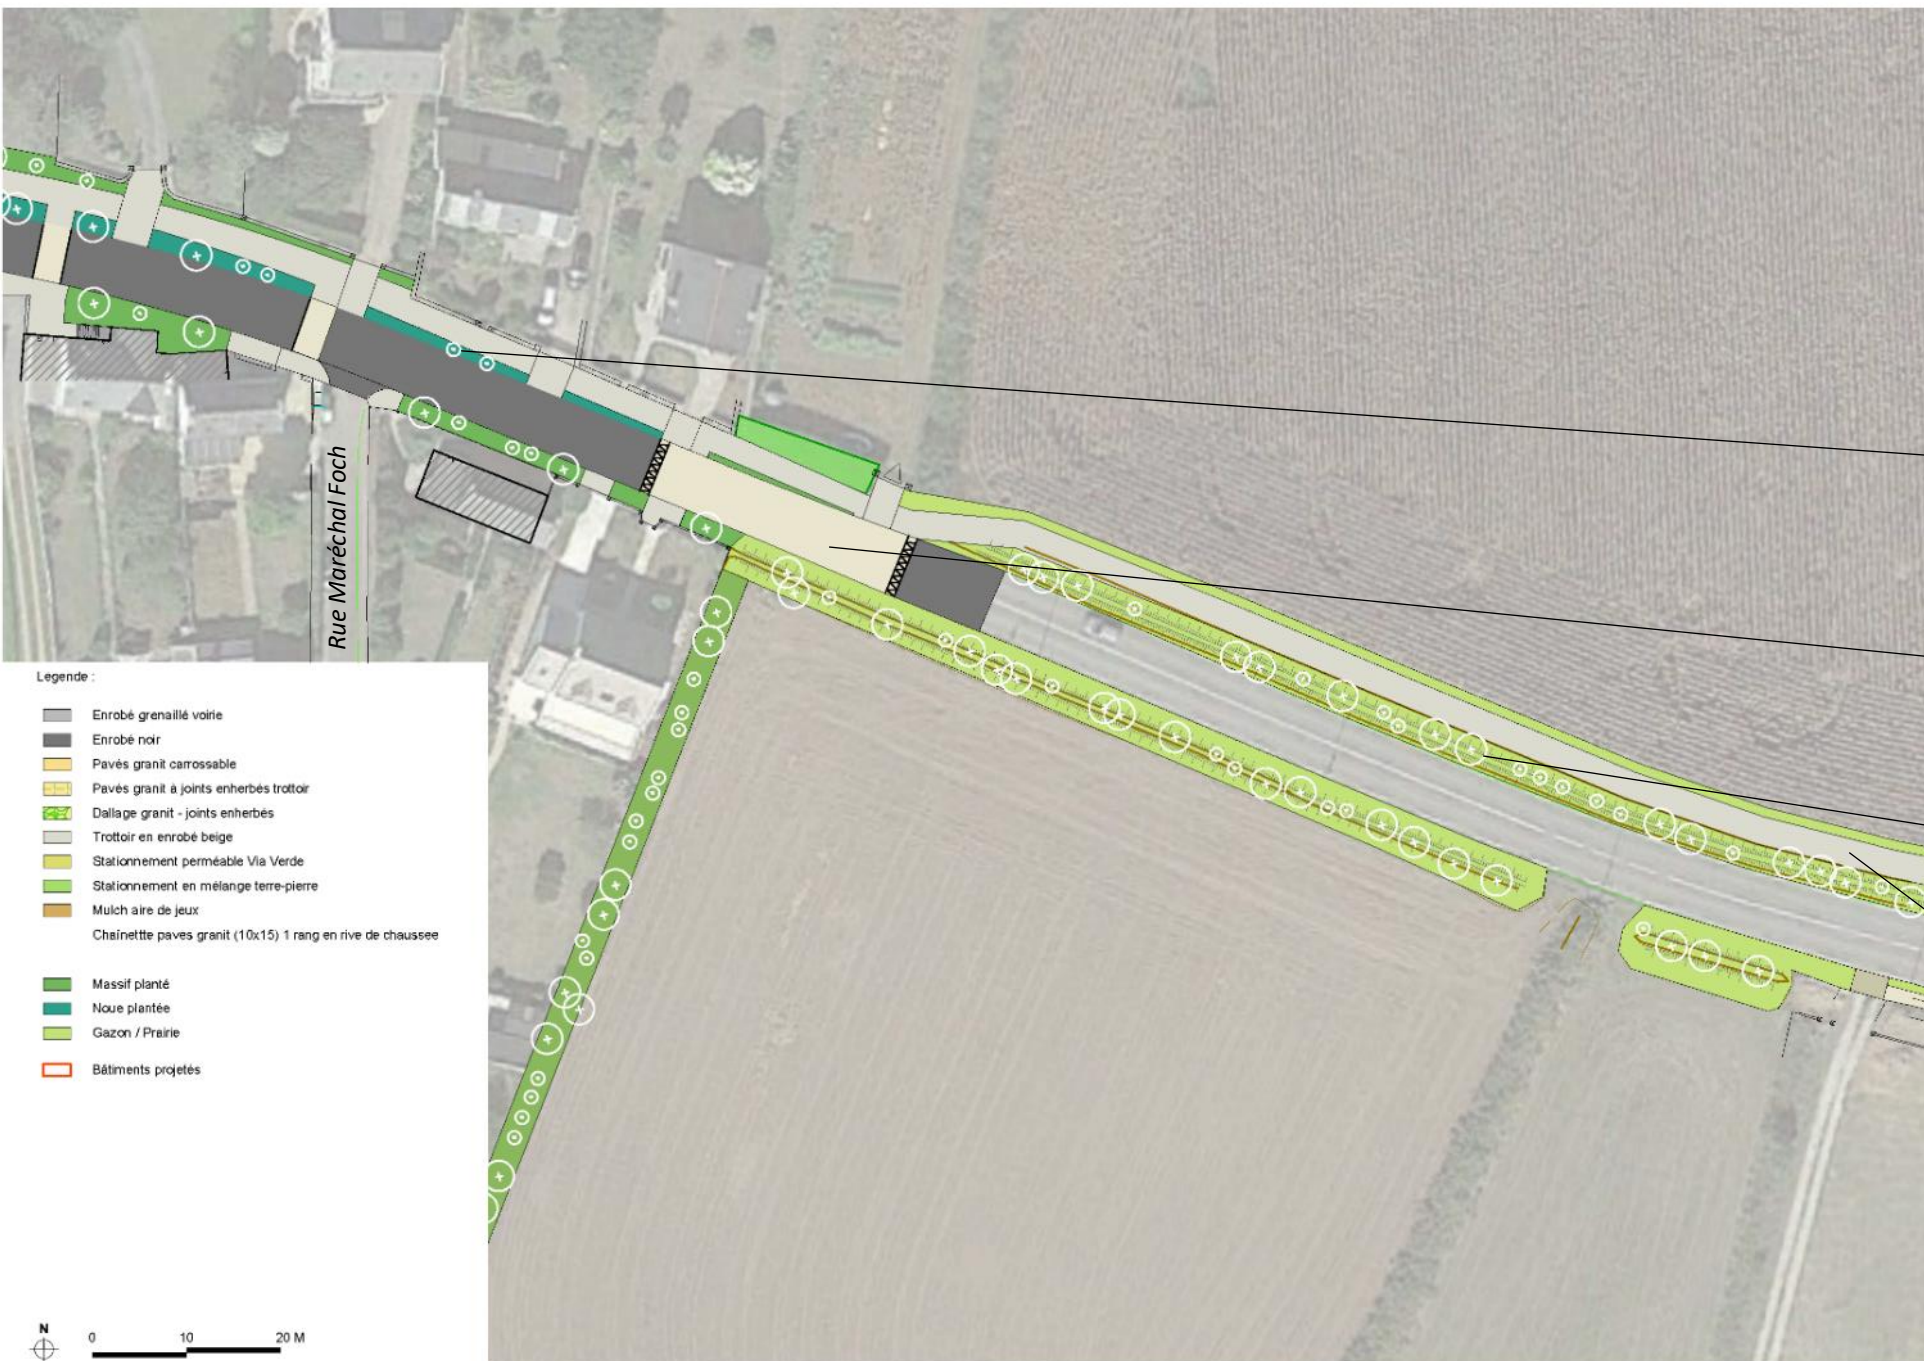 Rue Maréchal Foch
Legende :
Enrobé grenaillé voirie
Enrobé noir
Pavés granit carrossable
Pavés granit à joints enherbés trottoir
Dallage granit - joints enherbés
Trottoir en enrobé beige
Stationnement perméable Via Verde
Stationnement en mélange terre-pierre
Mulch aire de jeux
Chaînettte paves granit (10x15) 1 rang en rive de chaussee
Massif planté
Noue plantée
Gazon / Prairie
Bâtiments projetés
N
0 10 20 M